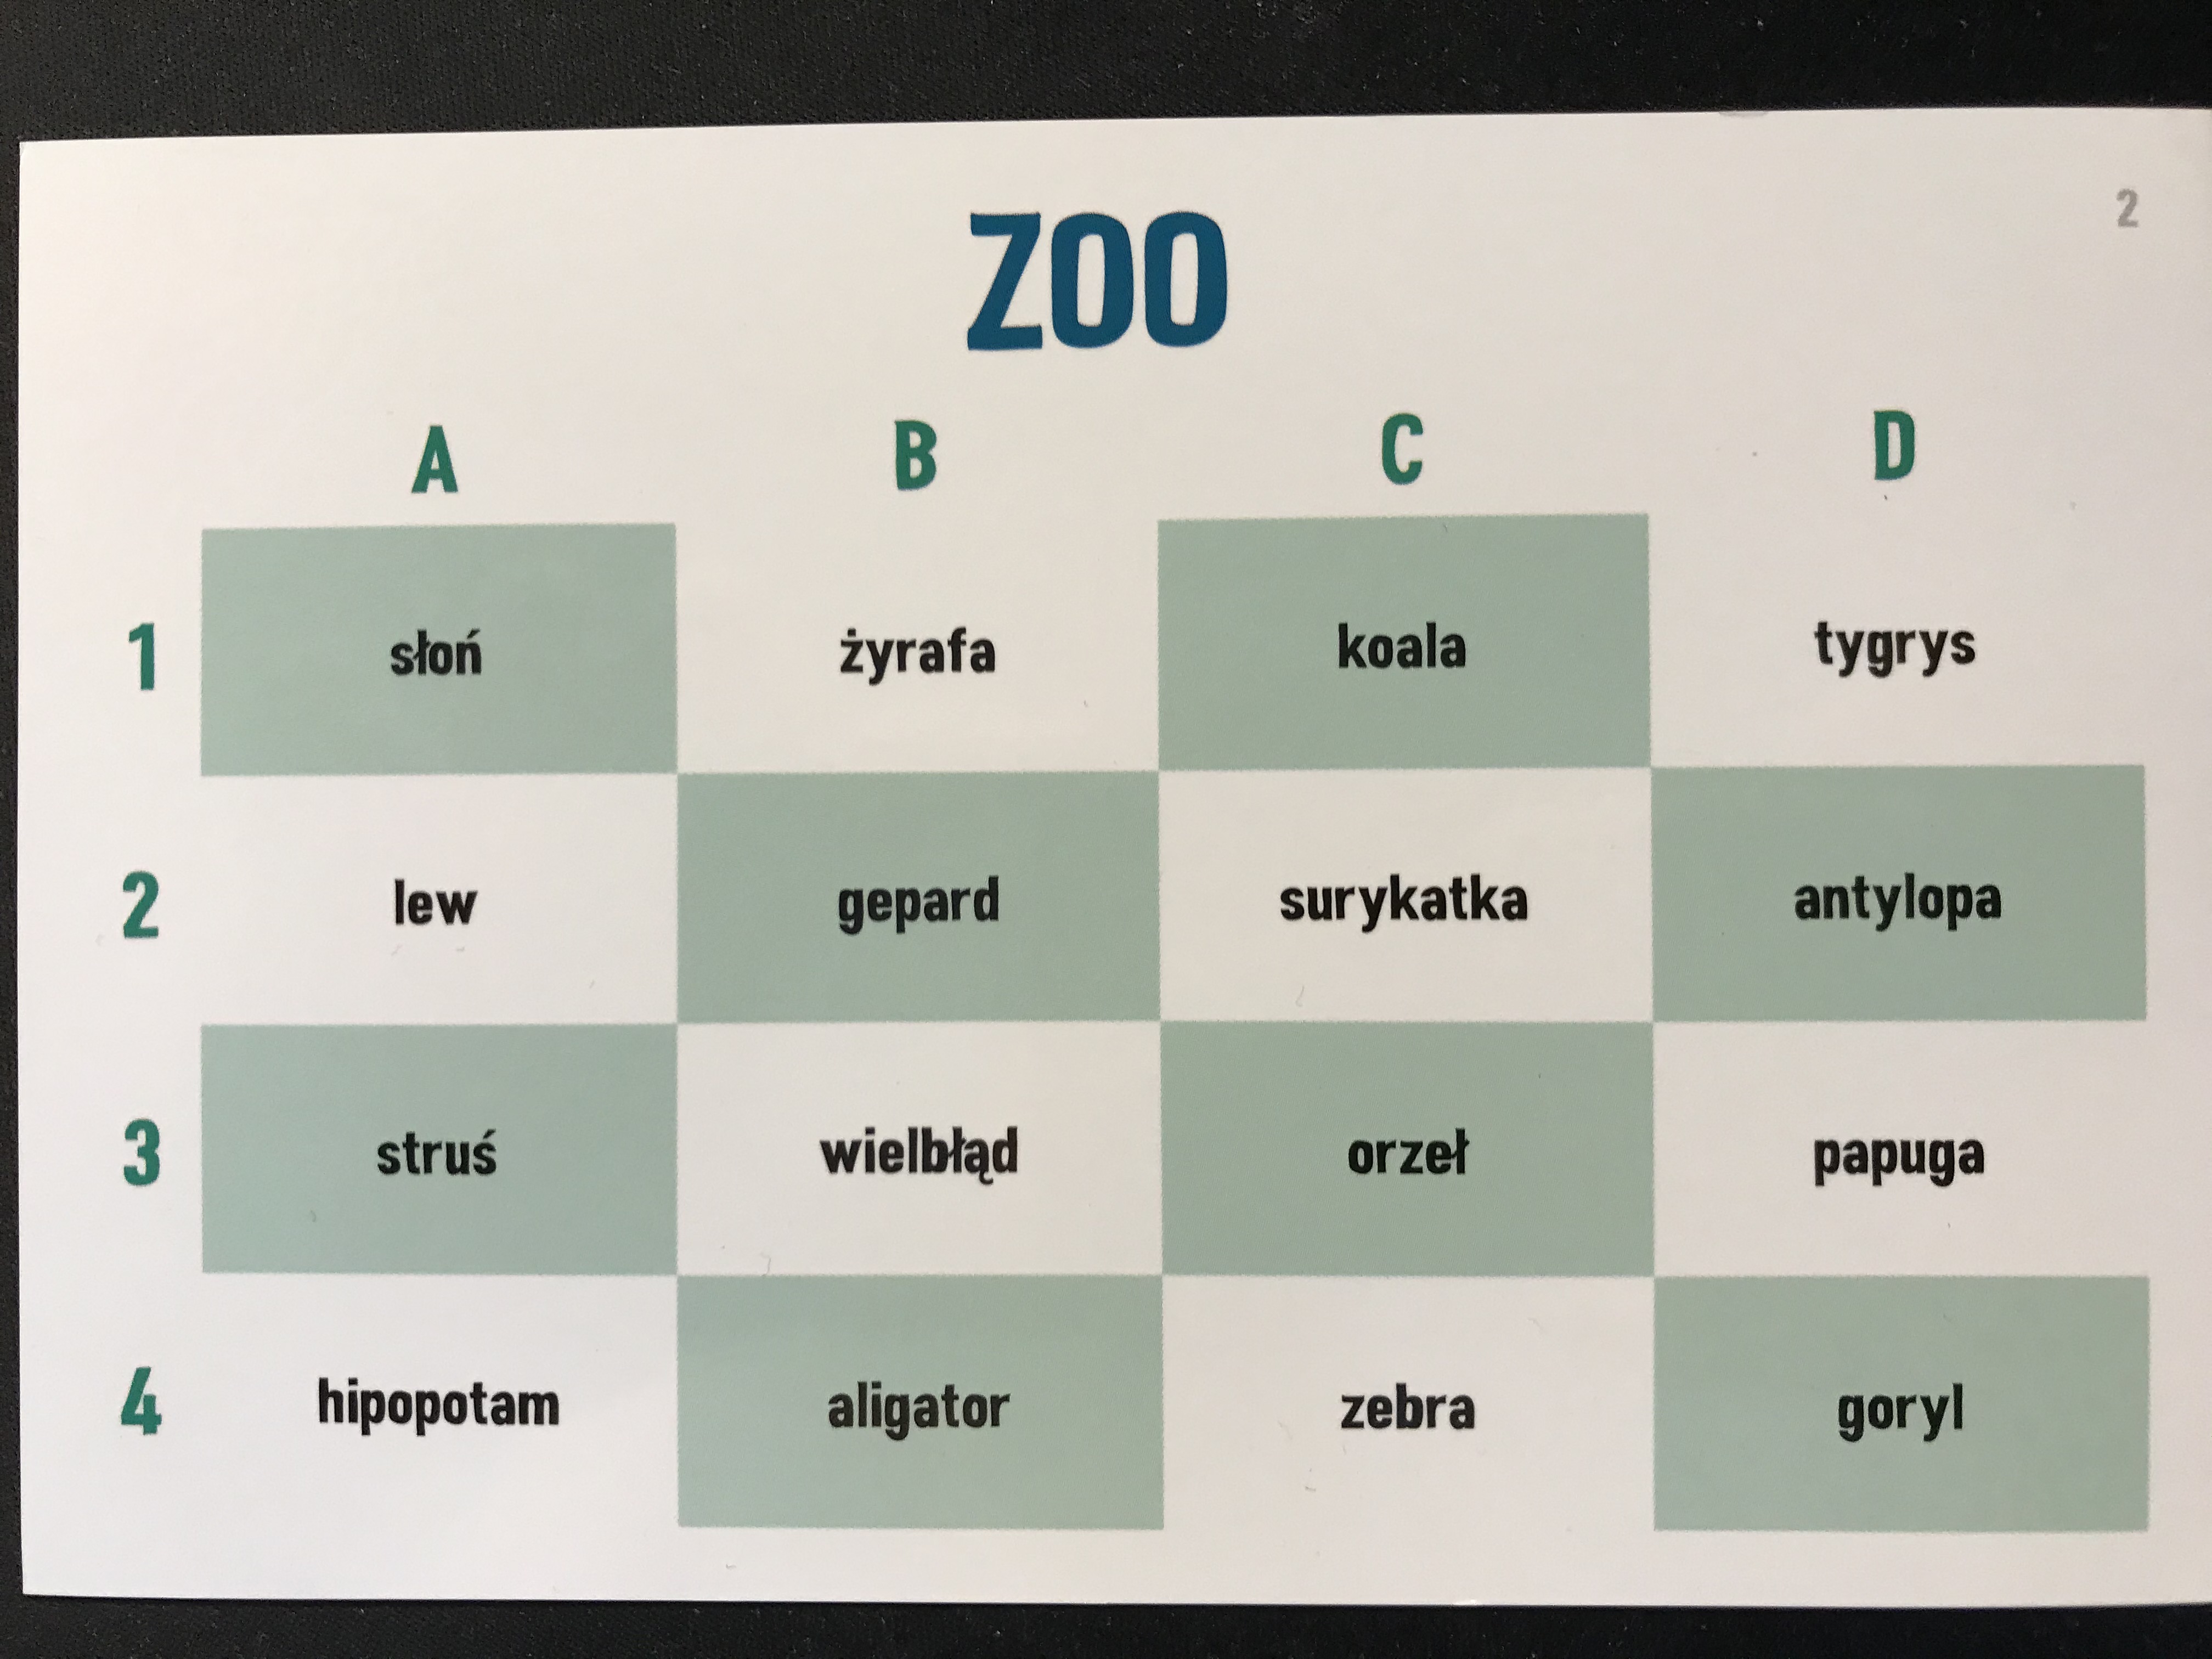 2
ZOO
A B C D
1 słoń żyrafa koala tygrys
2 lew gepard surykatka antylopa
3 struś wielbłąd orzeł papuga
4 hipopotam aligator zebra goryl